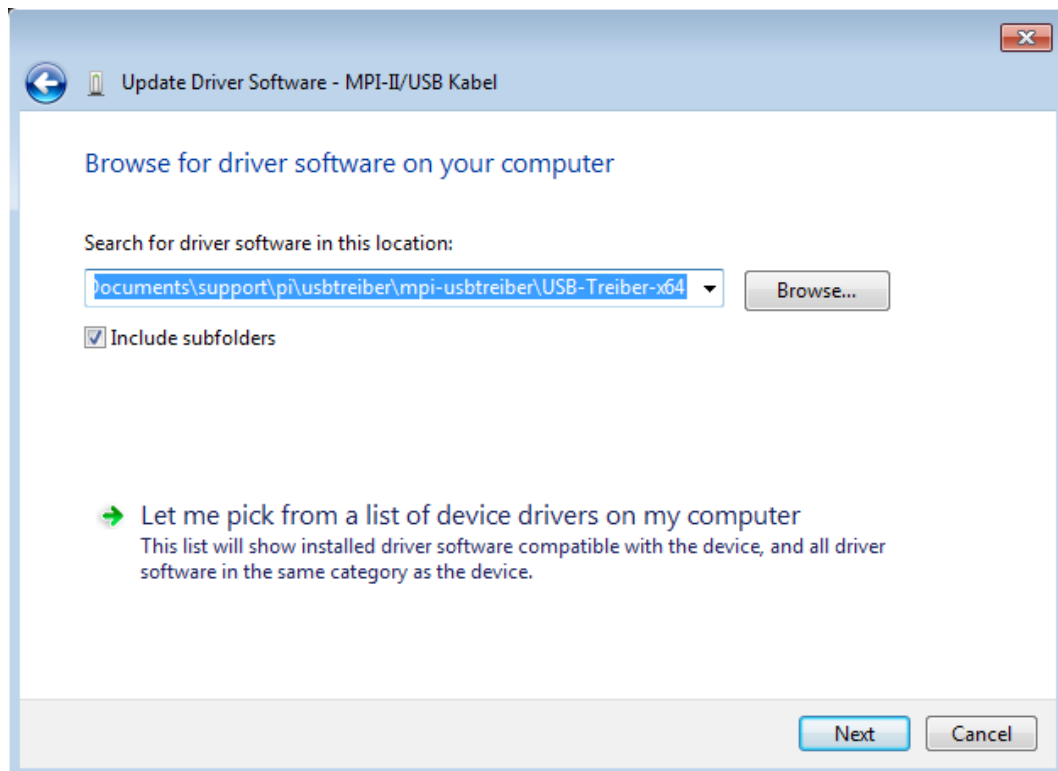 Update Driver Software - MPI-II/USB Kabel
Browse for driver software on your computer
Search for driver software in this location:
Documents\support\pi\usbtreiber\mpi-usbtreiber\USB-Treiber-x64
Browse...
Include subfolders
Let me pick from a list of device drivers on my computer
This list will show installed driver software compatible with the device, and all driver
software in the same category as the device.
Next
Cancel